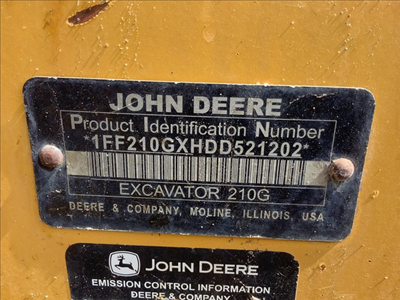 JOHN DEERE
Product Identification Number
*1FF210GXHDD521202*
EXCAVATOR 210G
DEERE & COMPANY, MOLINE, ILLINOIS, USA
JOHN DEERE
EMISSION CONTROL INFORMATION
DEERE & COMPANY